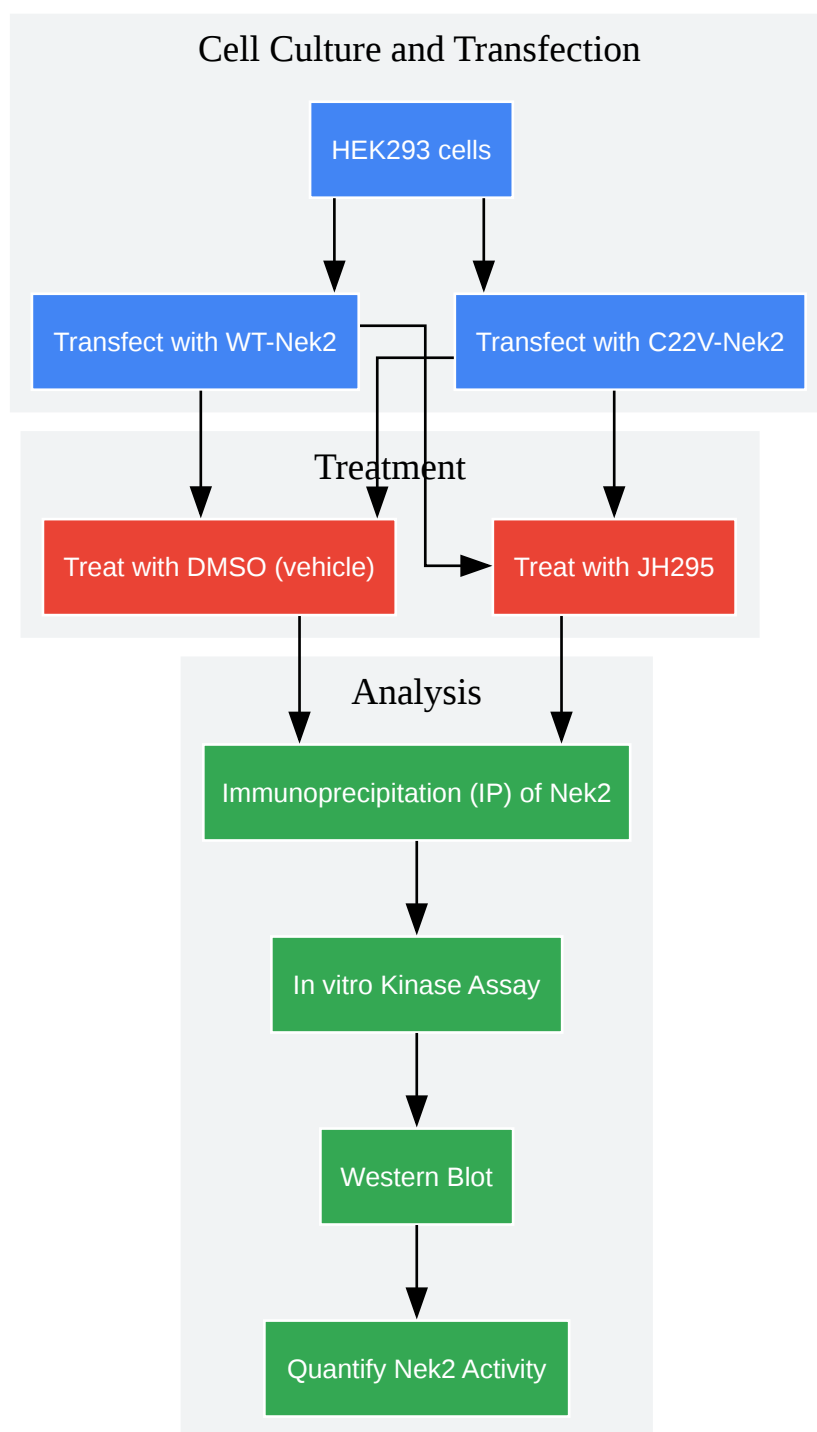 Cell Culture and Transfection
HEK293 cells
Transfect with WT-Nek2
Transfect with C22V-Nek2
Treatment
Treat with DMSO (vehicle)
Treat with JH295
Analysis
Immunoprecipitation (IP) of Nek2
In vitro Kinase Assay
Western Blot
Quantify Nek2 Activity